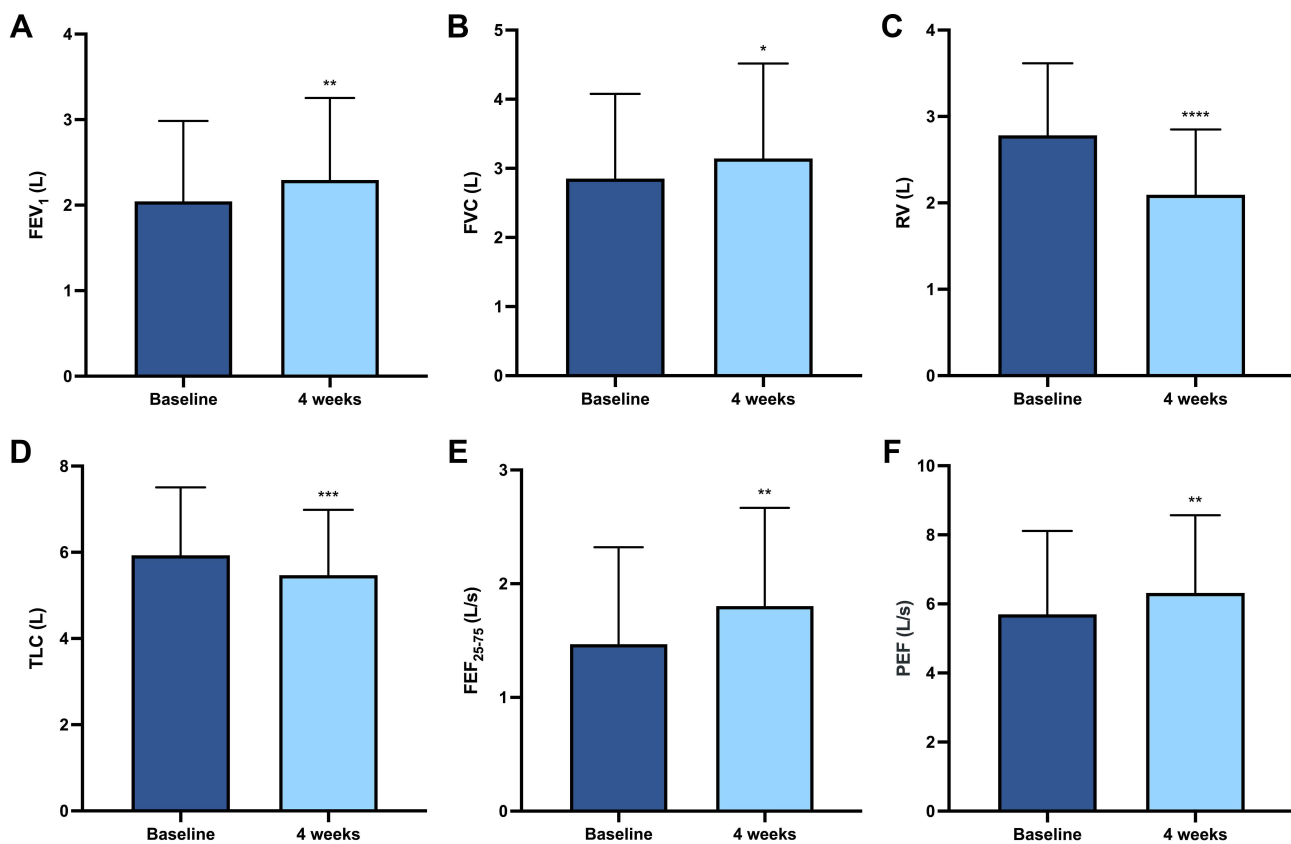 A
FEV1 (L)
4
3
2
1
0
**
Baseline 4 weeks
B
FVC (L)
5
4
3
2
1
0
*
Baseline 4 weeks
C
RV (L)
4
3
2
1
0
****
Baseline 4 weeks
D
TLC (L)
8
6
4
2
0
***
Baseline 4 weeks
E
FEF25-75 (L/s)
3
2
1
0
**
Baseline 4 weeks
F
PEF (L/s)
10
8
6
4
2
0
**
Baseline 4 weeks